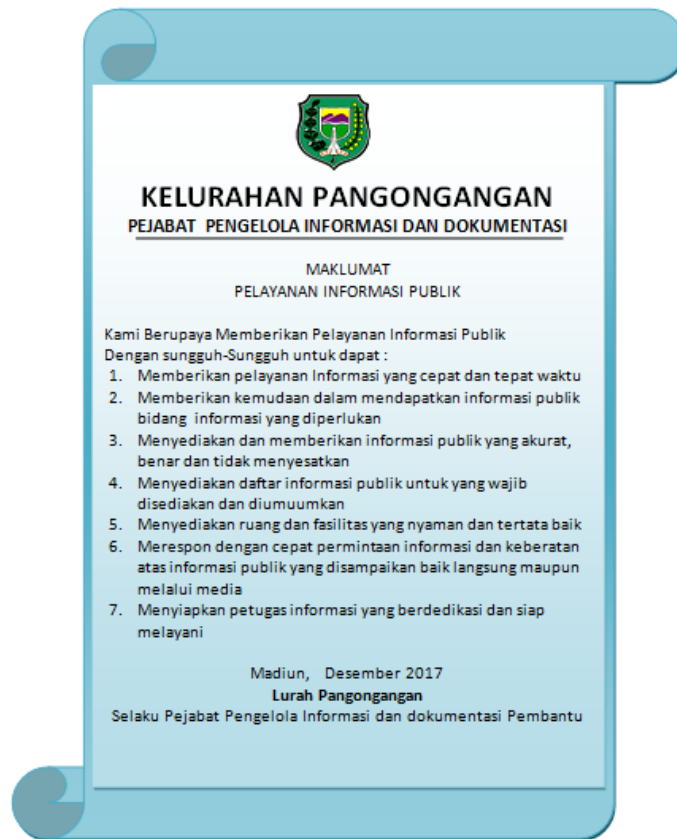 KELURAHAN PANGONGANGAN
PEJABAT PENGELOLA INFORMASI DAN DOKUMENTASI
MAKLUMAT
PELAYANAN INFORMASI PUBLIK
Kami Berupaya Memberikan Pelayanan Informasi Publik
Dengan sungguh-Sungguh untuk dapat :
1. Memberikan pelayanan Informasi yang cepat dan tepat waktu
2. Memberikan kemudaan dalam mendapatkan informasi publik
bidang informasi yang diperlukan
3. Menyediakan dan memberikan informasi publik yang akurat,
benar dan tidak menyesatkan
4. Menyediakan daftar informasi publik untuk yang wajib
disediakan dan diumuumkan
5. Menyediakan ruang dan fasilitas yang nyaman dan tertata baik
6. Merespon dengan cepat permintaan informasi dan keberatan
atas informasi publik yang disampaikan baik langsung maupun
melalui media
7. Menyiapkan petugas informasi yang berdedikasi dan siap
melayani
Madiun, Desember 2017
Lurah Pangongangan
Selaku Pejabat Pengelola Informasi dan dokumentasi Pembantu